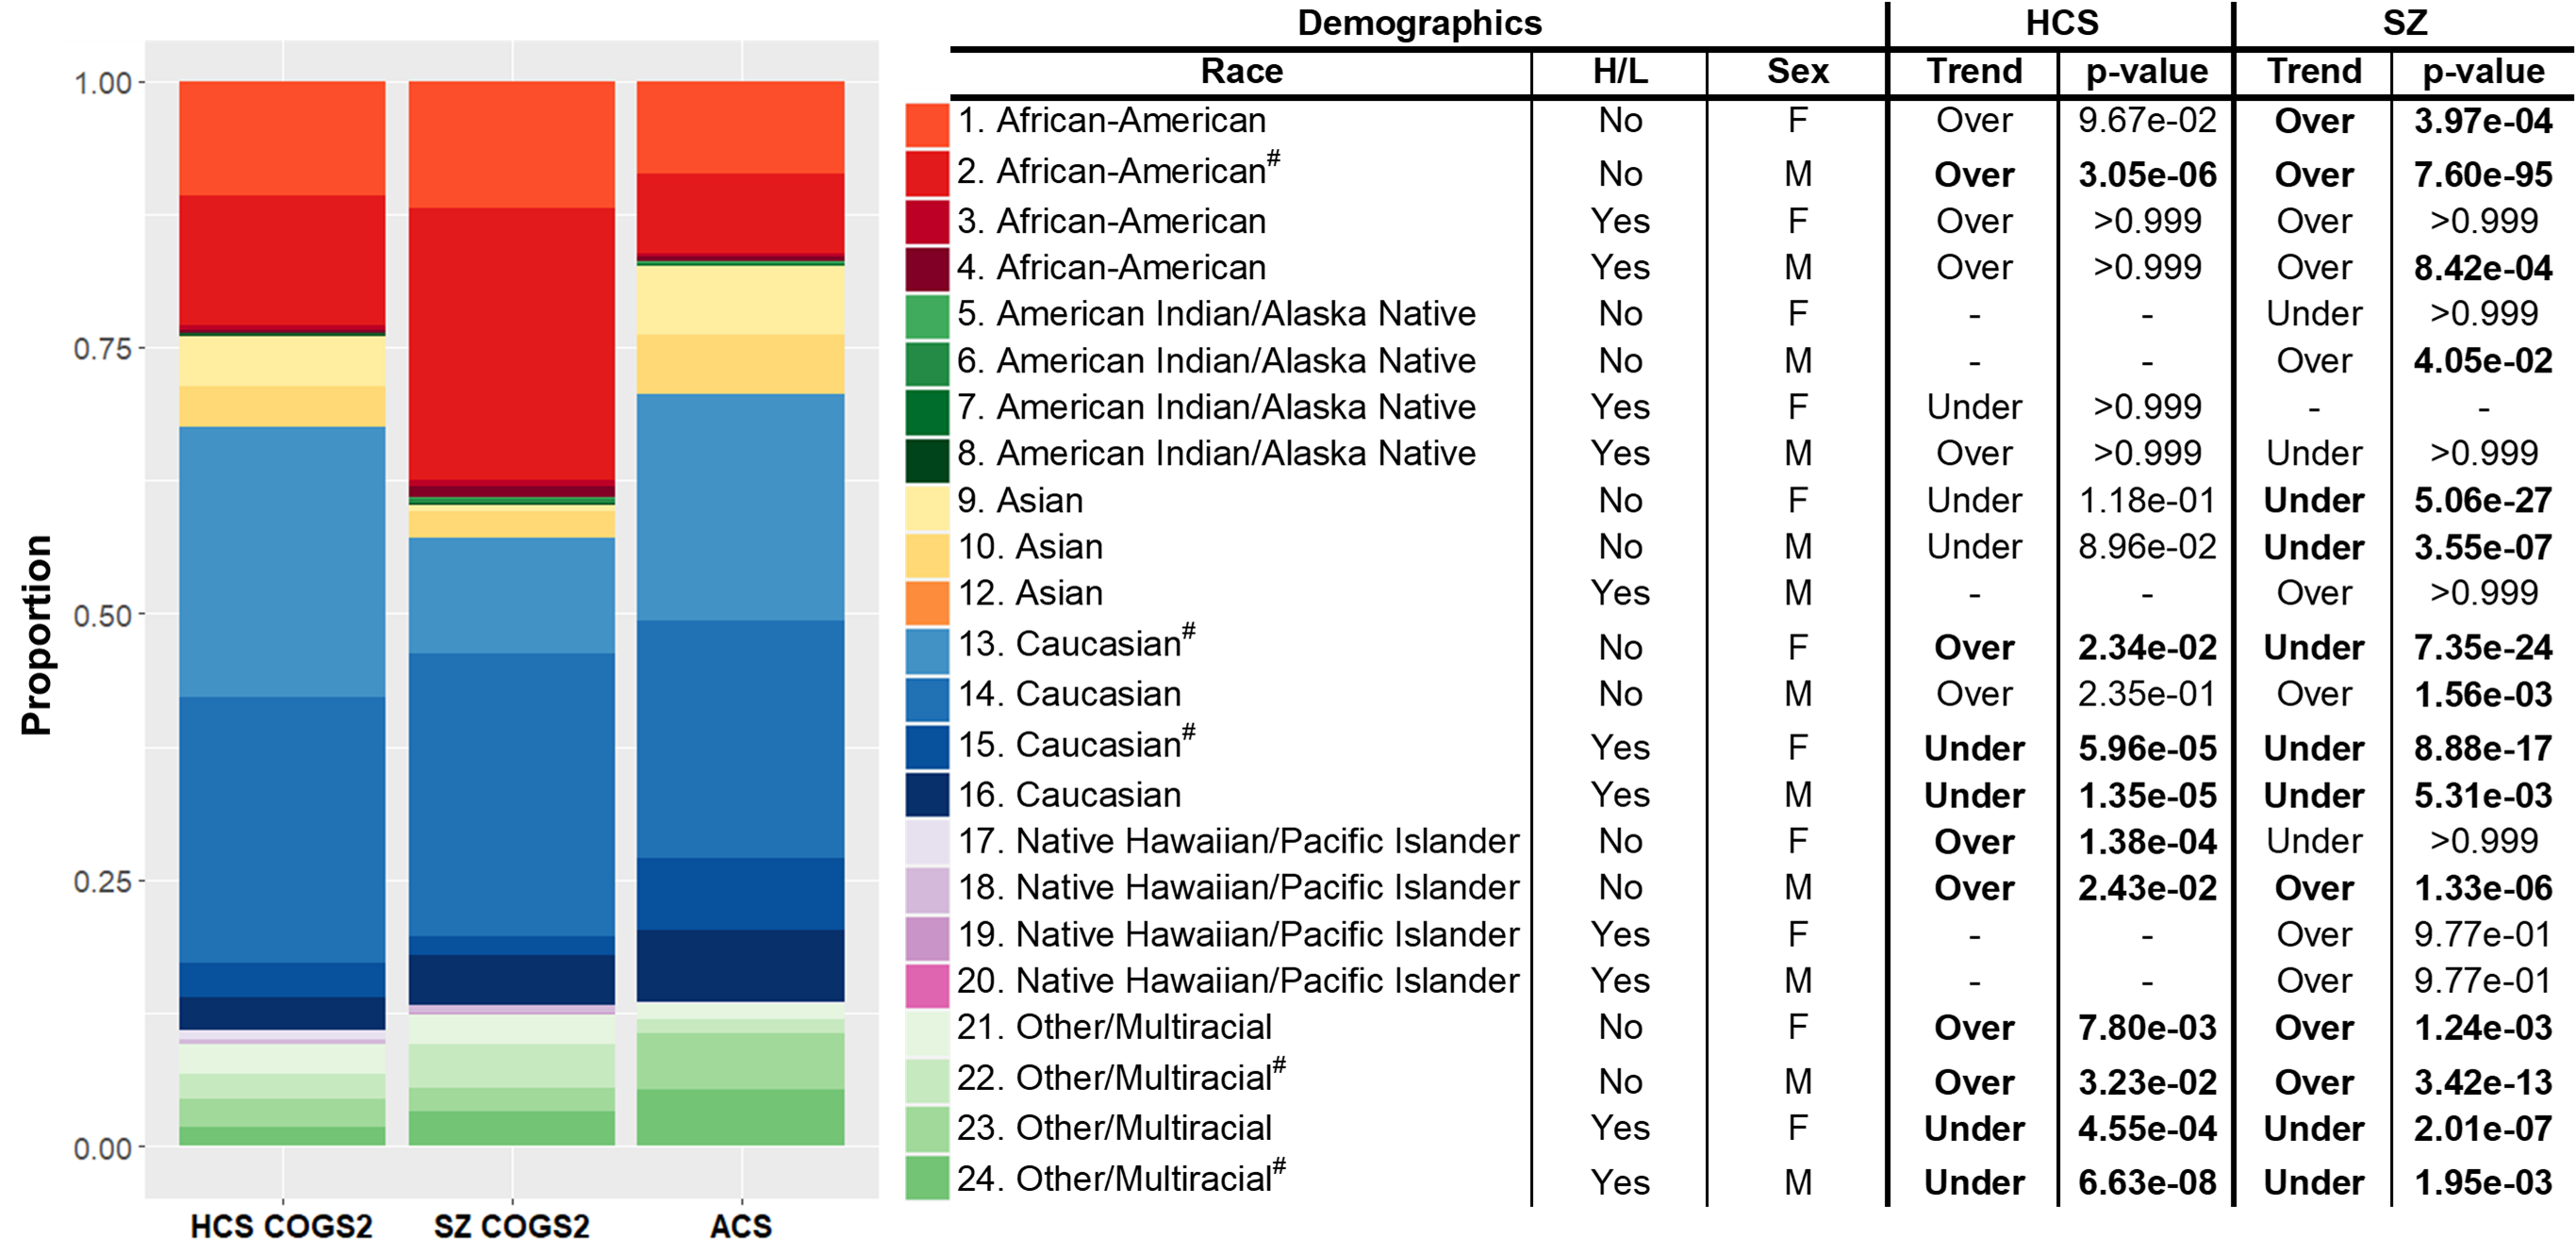 Proportion
1.00
0.75
0.50
0.25
0.00
HCS COGS2 SZ COGS2 ACS
Demographics HCS SZ
Race H/L Sex Trend p-value Trend p-value
1. African-American No F Over 9.67e-02 Over 3.97e-04
2. African-American# No M Over 3.05e-06 Over 7.60e-95
3. African-American Yes F Over >0.999 Over >0.999
4. African-American Yes M Over >0.999 Over 8.42e-04
5. American Indian/Alaska Native No F - - Under >0.999
6. American Indian/Alaska Native No M - - Over 4.05e-02
7. American Indian/Alaska Native Yes F Under >0.999 - -
8. American Indian/Alaska Native Yes M Over >0.999 Under >0.999
9. Asian No F Under 1.18e-01 Under 5.06e-27
10. Asian No M Under 8.96e-02 Under 3.55e-07
12. Asian Yes M - - Over >0.999
13. Caucasian# No F Over 2.34e-02 Under 7.35e-24
14. Caucasian No M Over 2.35e-01 Over 1.56e-03
15. Caucasian# Yes F Under 5.96e-05 Under 8.88e-17
16. Caucasian Yes M Under 1.35e-05 Under 5.31e-03
17. Native Hawaiian/Pacific Islander No F Over 1.38e-04 Under >0.999
18. Native Hawaiian/Pacific Islander No M Over 2.43e-02 Over 1.33e-06
19. Native Hawaiian/Pacific Islander Yes F - - Over 9.77e-01
20. Native Hawaiian/Pacific Islander Yes M - - Over 9.77e-01
21. Other/Multiracial No F Over 7.80e-03 Over 1.24e-03
22. Other/Multiracial# No M Over 3.23e-02 Over 3.42e-13
23. Other/Multiracial Yes F Under 4.55e-04 Under 2.01e-07
24. Other/Multiracial# Yes M Under 6.63e-08 Under 1.95e-03